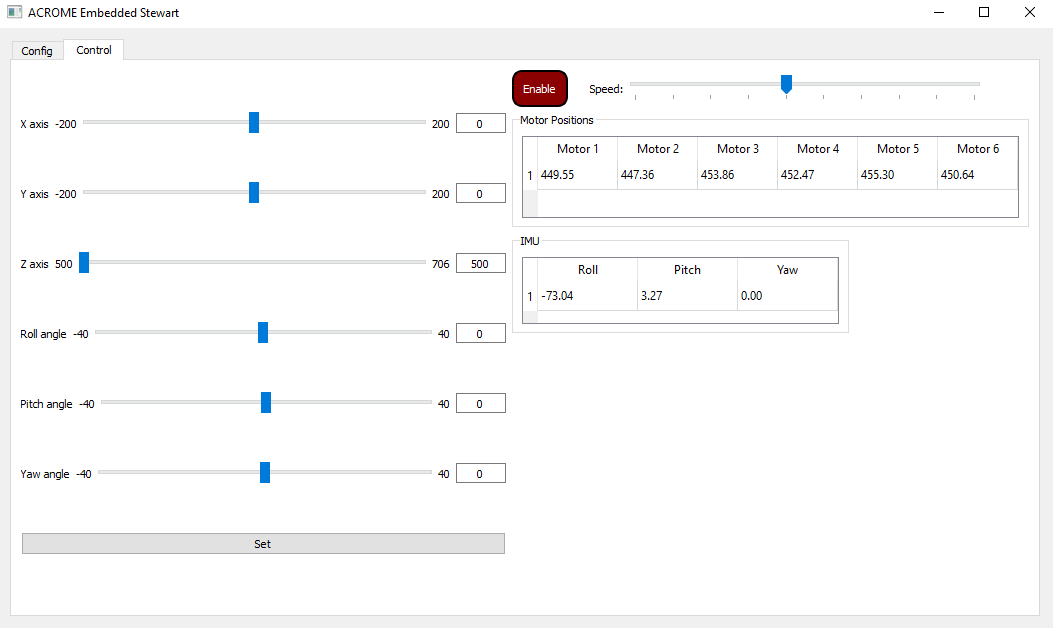 ACROME Embedded Stewart
Config Control
Enable Speed:
X axis -200 200 0
Y axis -200 200 0
Z axis 500 706 500
Roll angle -40 40 0
Pitch angle -40 40 0
Yaw angle -40 40 0
Set
Motor Positions
Motor 1 Motor 2 Motor 3 Motor 4 Motor 5 Motor 6
1 449.55 447.36 453.86 452.47 455.30 450.64
IMU
Roll Pitch Yaw
1 -73.04 3.27 0.00